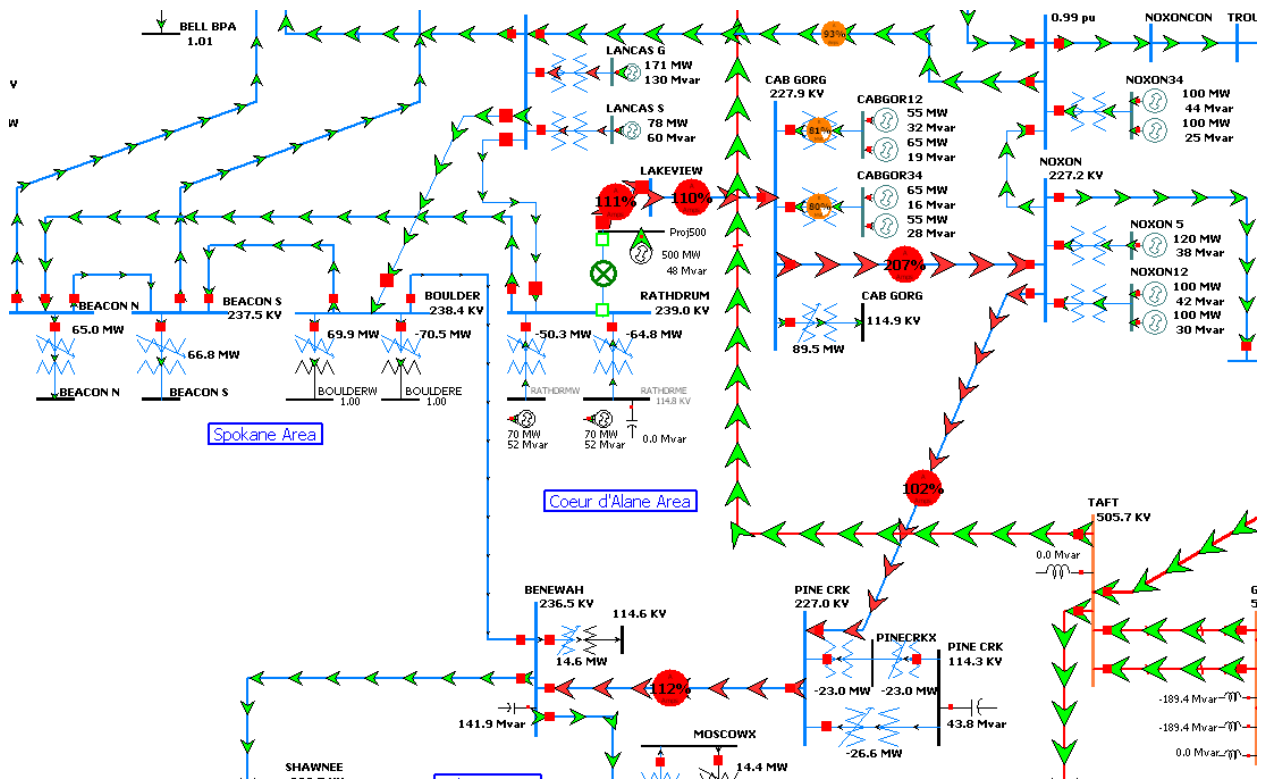 BELL BPA
1.01
V
W
LANCAS G
171 MW
130 Mvar
LANCAS S
78 MW
60 Mvar
93%
0.99 pu
NOXONCON
TROU
CAB GORG
227.9 KV
CABGOR12
55 MW
32 Mvar
65 MW
19 Mvar
81%
NOXON34
100 MW
44 Mvar
100 MW
25 Mvar
LAKEVIEW
111%
110%
CABGOR34
65 MW
16 Mvar
55 MW
28 Mvar
80%
NOXON
227.2 KV
Proj500
500 MW
48 Mvar
207%
NOXON 5
120 MW
38 Mvar
NOXON12
100 MW
42 Mvar
100 MW
30 Mvar
BEACON N
65.0 MW
BEACON S
237.5 KV
66.8 MW
BOULDER
238.4 KV
69.9 MW
-70.5 MW
RATHDRUM
239.0 KV
-50.3 MW
-64.8 MW
CAB GORG
114.9 KV
89.5 MW
BEACON N
BEACON S
BOULDERW
1.00
BOULDERE
1.00
RATHDRMW
RATHDRME
114.8 KV
70 MW
52 Mvar
70 MW
52 Mvar
0.0 Mvar
Spokane Area
Coeur d'Alane Area
102%
TAFT
505.7 KV
0.0 Mvar
BENEWAH
236.5 KV
114.6 KV
14.6 MW
PINE CRK
227.0 KV
PINECRKX
PINE CRK
114.3 KV
-23.0 MW
-23.0 MW
112%
141.9 Mvar
43.8 Mvar
-26.6 MW
G
5
-189.4 Mvar
-189.4 Mvar
0.0 Mvar
MOSCOWX
14.4 MW
SHAWNEE